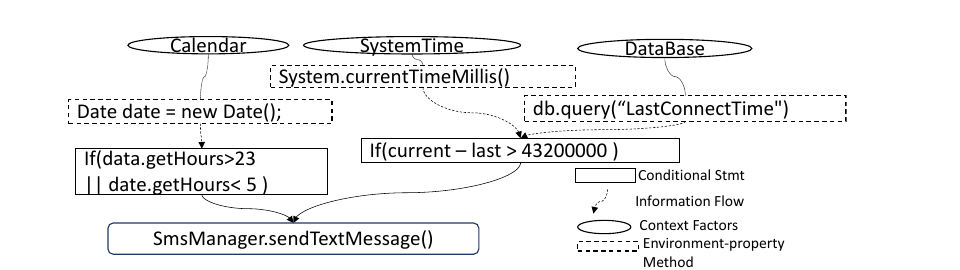 Calendar
SystemTime
DataBase
System.currentTimeMillis()
Date date = new Date();
db.query(“LastConnectTime")
If(data.getHours>23
|| date.getHours< 5 )
If(current – last > 43200000 )
SmsManager.sendTextMessage()
Conditional Stmt
Information Flow
Context Factors
Environment-property
Method